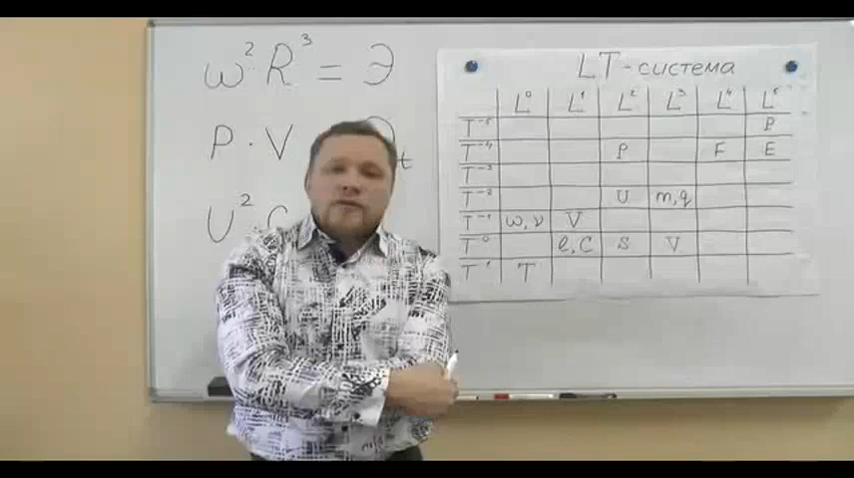 ω²R³ = Э
P · V
t
U² · C
LT-система
L⁰ L¹ L² L³ L⁴ L⁵
T⁻⁵ P
T⁻⁴ P F E
T⁻³
T⁻² U m,q
T⁻¹ ω,ν V
T⁰ ℓ,C S V
T¹ T